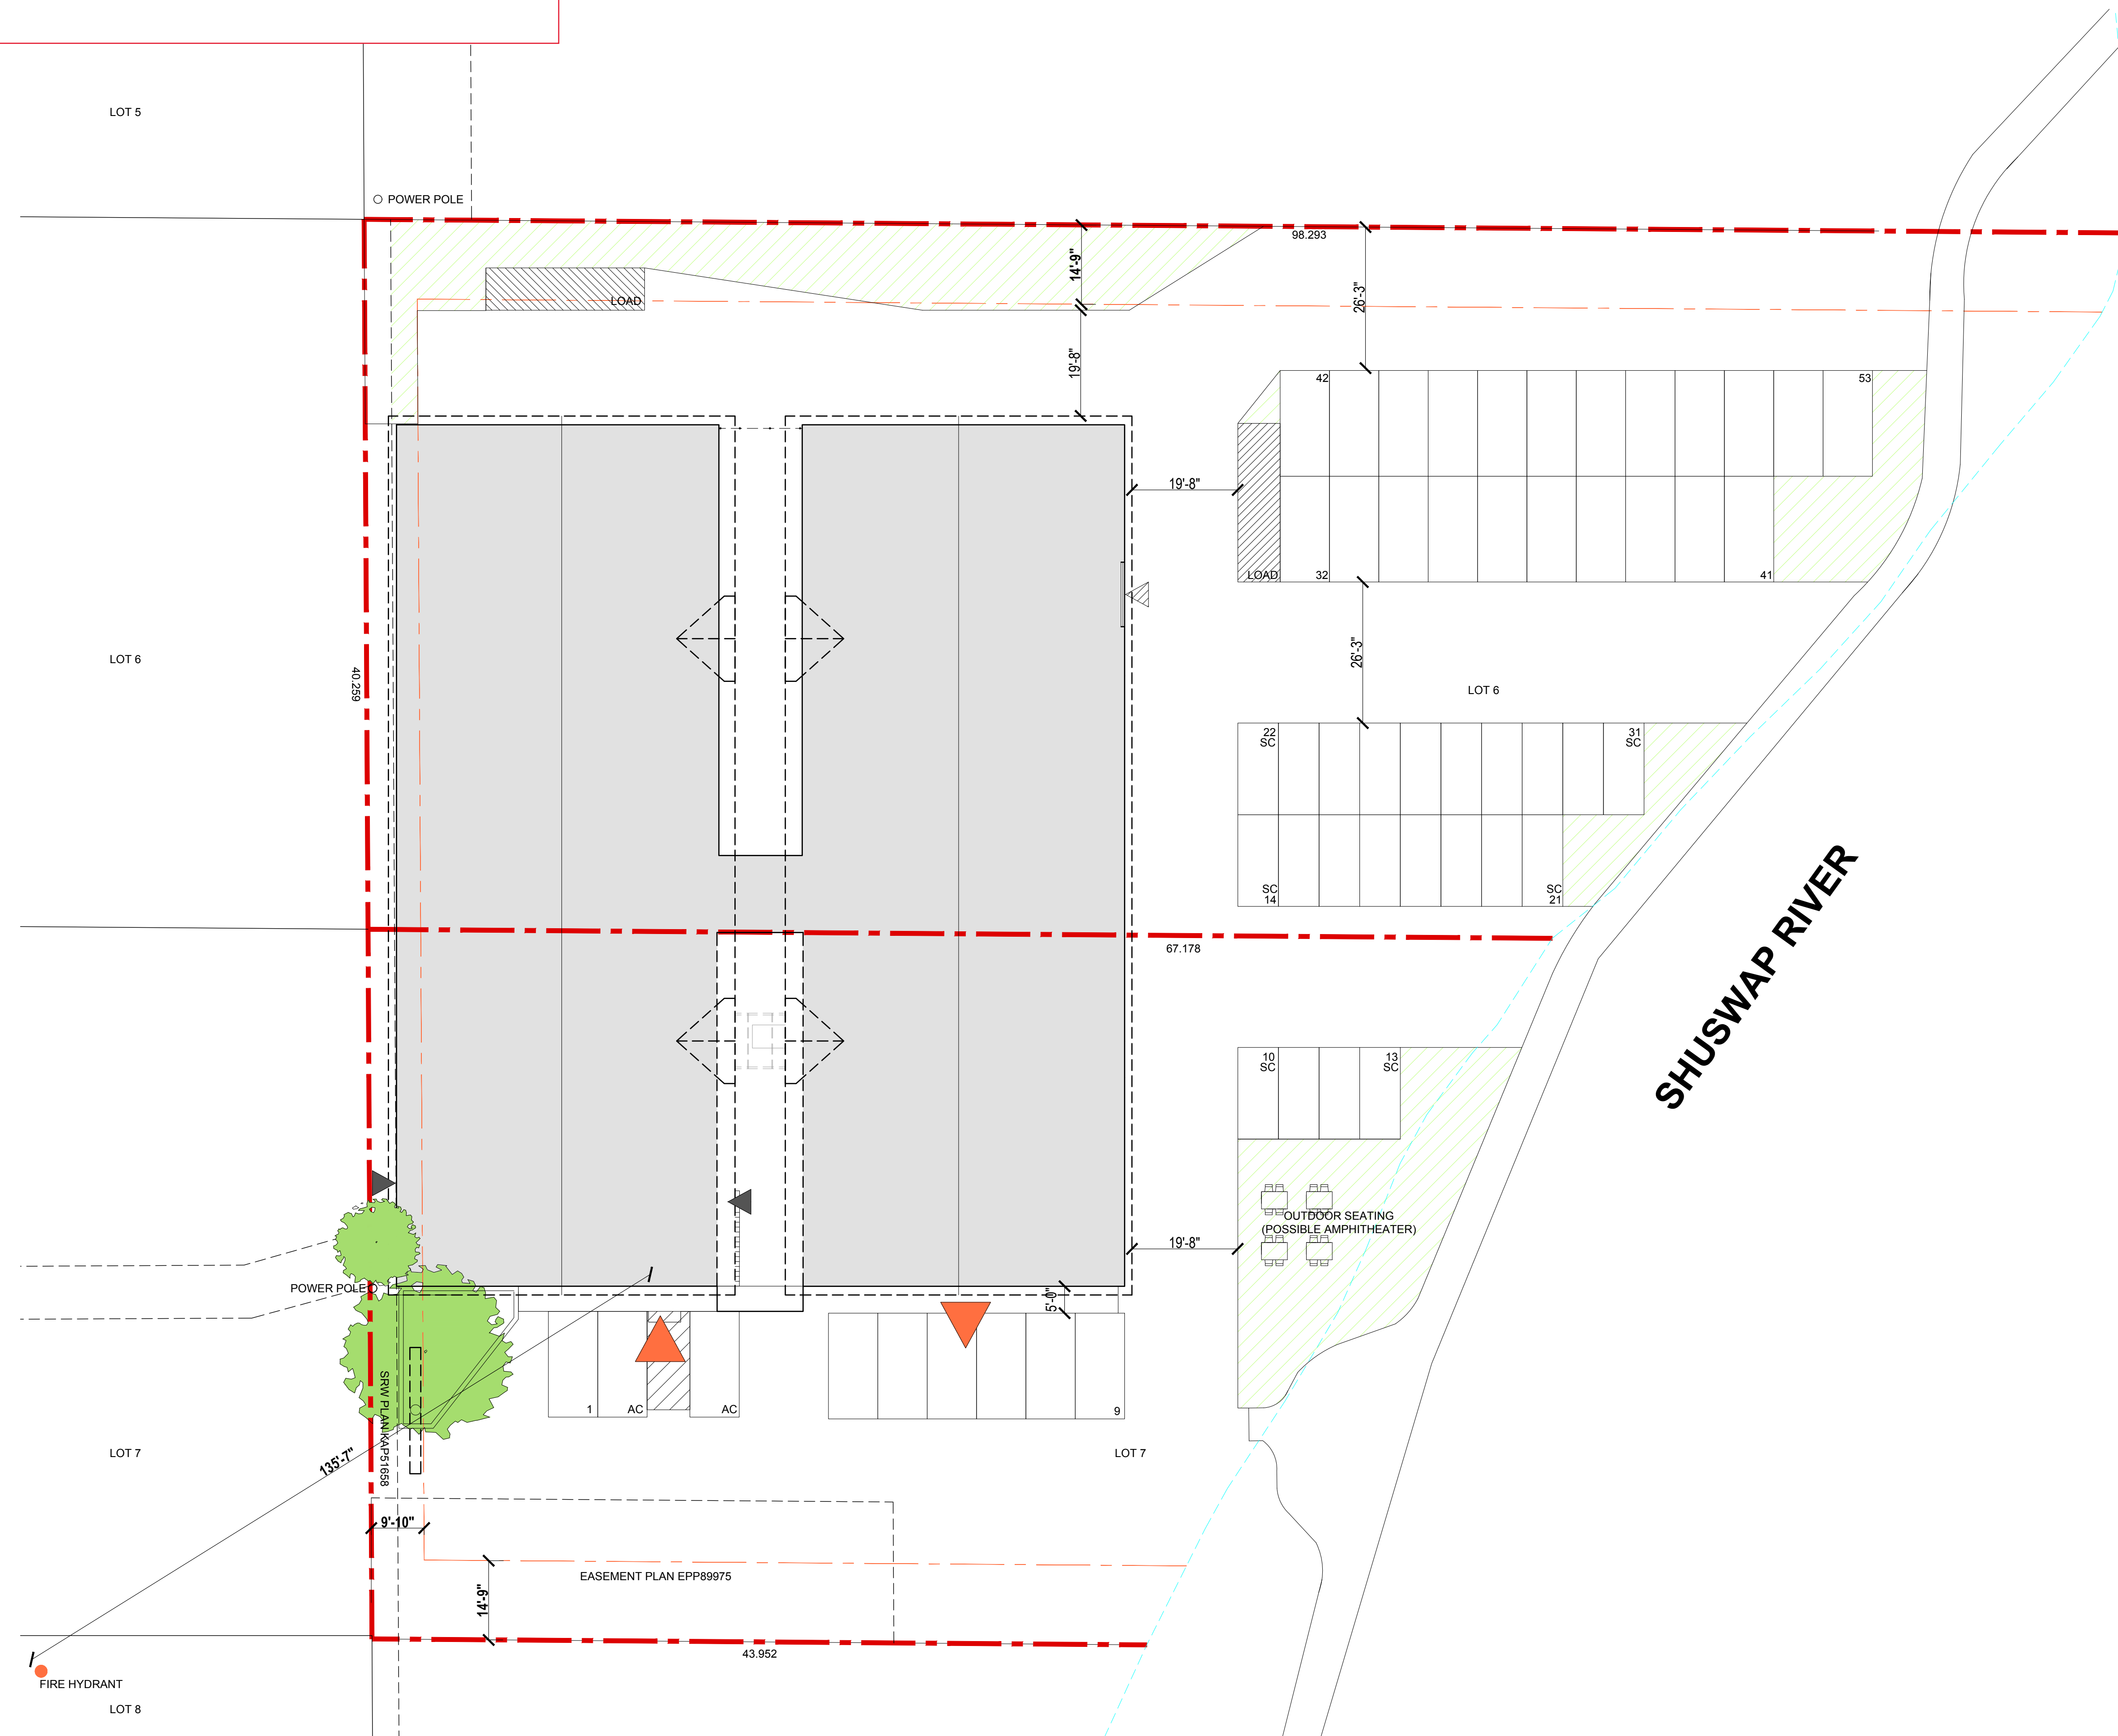 LOT 5
POWER POLE
98.293
14'-9"
LOAD
26'-3"
19'-8"
42
53
19'-8"
LOAD
32
41
LOT 6
40.259
26'-3"
LOT 6
22
SC
31
SC
SC
14
SC
21
67.178
SHUSWAP RIVER
10
SC
13
SC
OUTDOOR SEATING
(POSSIBLE AMPHITHEATER)
19'-8"
POWER POLE
5'-0"
1
AC
AC
9
SRW PLAN KAP51658
LOT 7
135'-7"
LOT 7
9'-10"
EASEMENT PLAN EPP89975
14'-9"
43.952
FIRE HYDRANT
LOT 8